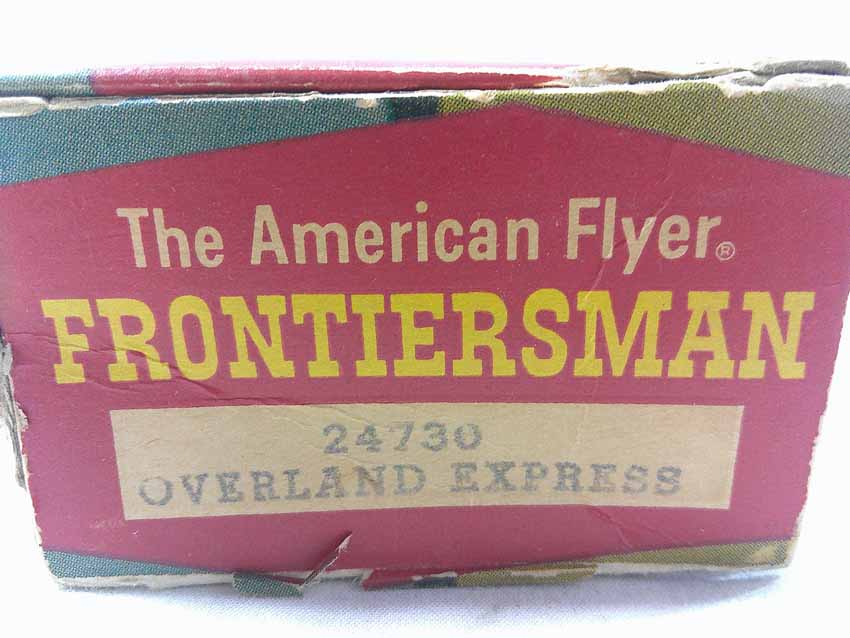 The American Flyer®
FRONTIERSMAN
24730
OVERLAND EXPRESS